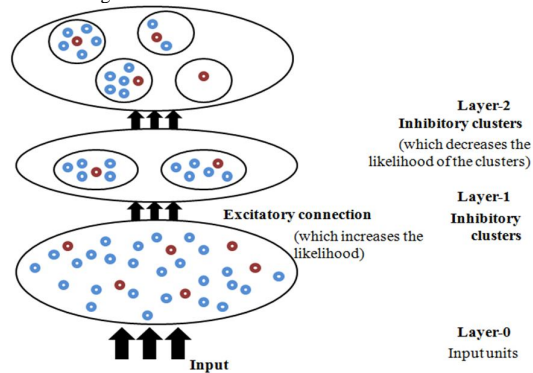 Layer-2
Inhibitory clusters
(which decreases the
likelihood of the clusters)
Layer-1
Inhibitory
clusters
Excitatory connection
(which increases the
likelihood)
Layer-0
Input units
Input